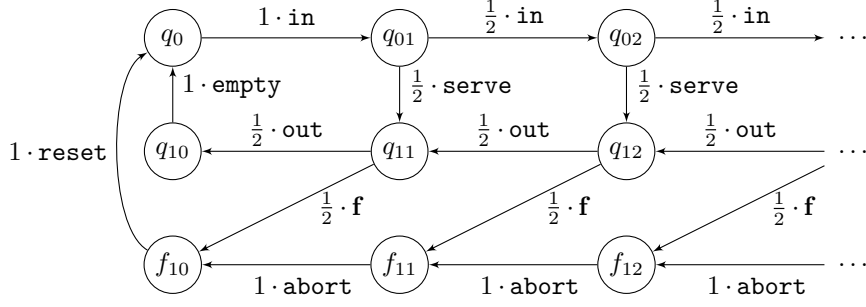 q₀ 1 · in q₀₁ ½ · in q₀₂ ½ · in ...
1 · empty ½ · serve ½ · serve
q₁₀ ½ · out q₁₁ ½ · out q₁₂ ½ · out ...
1 · reset
½ · f ½ · f ½ · f
f₁₀ 1 · abort f₁₁ 1 · abort f₁₂ 1 · abort ...